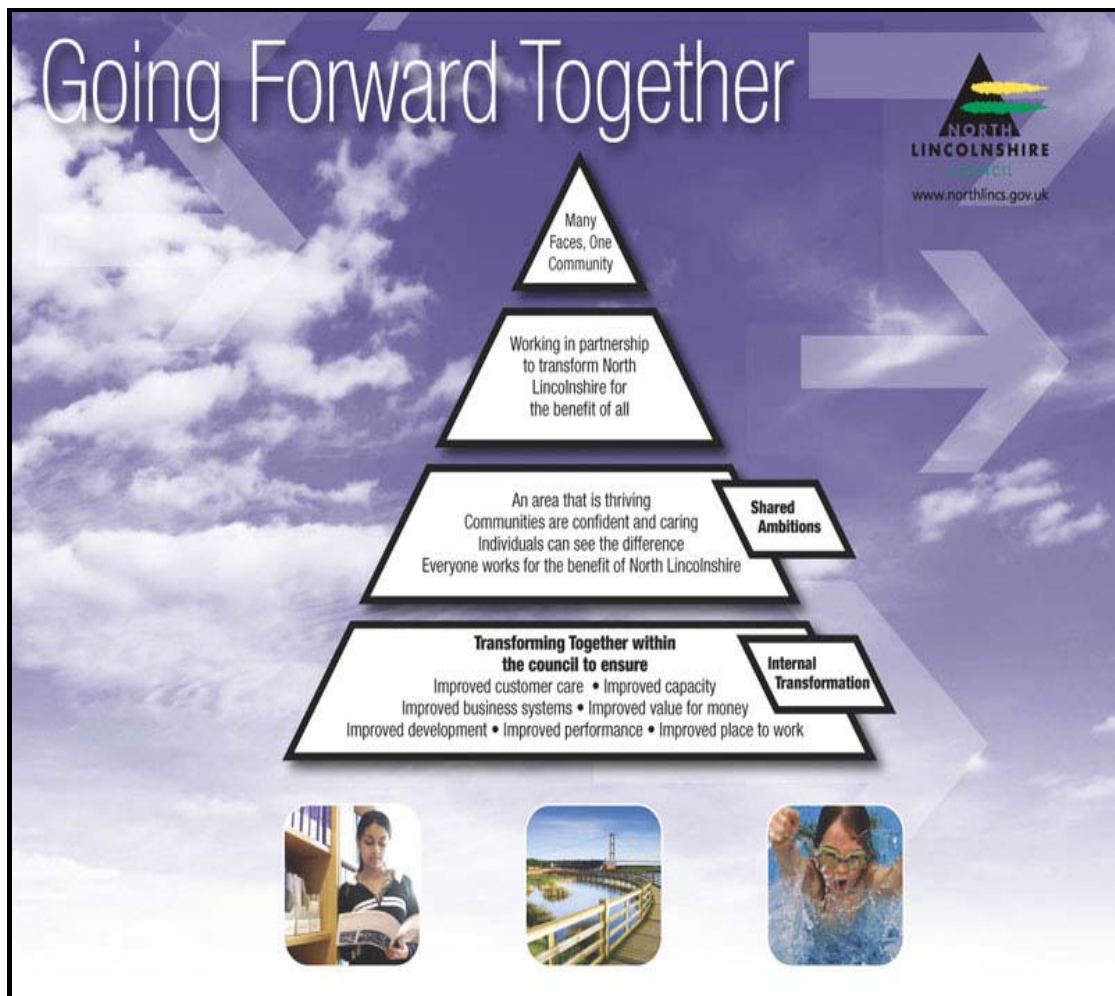 Going Forward Together
NORTH
LINCOLNSHIRE
COUNCIL
www.northlincs.gov.uk
Many
Faces, One
Community
Working in partnership
to transform North
Lincolnshire for
the benefit of all
An area that is thriving
Communities are confident and caring
Individuals can see the difference
Everyone works for the benefit of North Lincolnshire
Shared
Ambitions
Transforming Together within
the council to ensure
Improved customer care • Improved capacity
Improved business systems • Improved value for money
Improved development • Improved performance • Improved place to work
Internal
Transformation